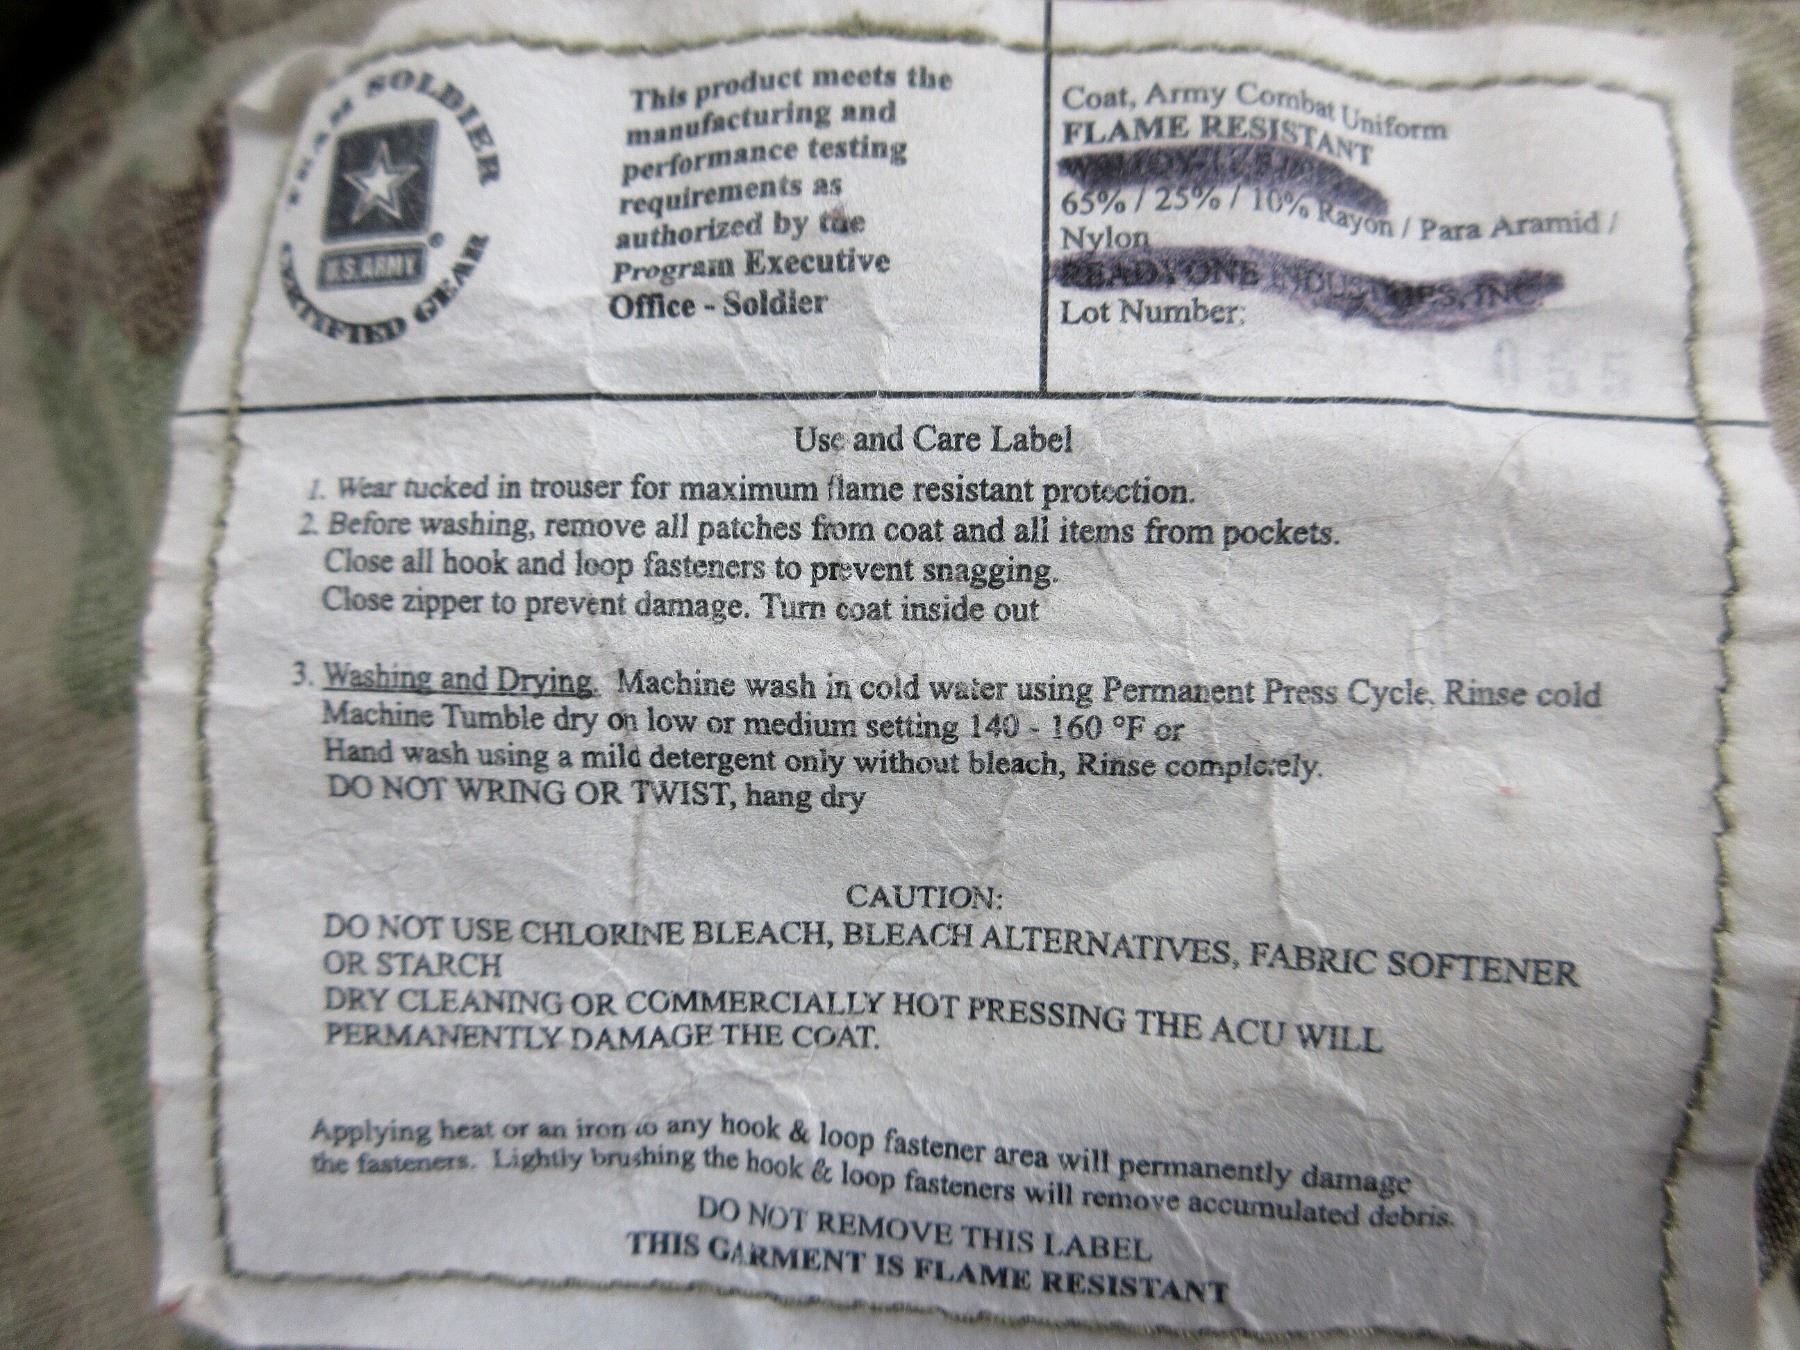 TEAM SOLDIER
U.S.ARMY
®
CERTIFIED GEAR
This product meets the
manufacturing and
performance testing
requirements as
authorized by the
Program Executive
Office - Soldier
Coat, Army Combat Uniform
FLAME RESISTANT
65% / 25% / 10% Rayon / Para Aramid /
Nylon
READYONE INDUSTRIES, INC.
Lot Number:
Use and Care Label
1. Wear tucked in trouser for maximum flame resistant protection.
2. Before washing, remove all patches from coat and all items from pockets.
Close all hook and loop fasteners to prevent snagging.
Close zipper to prevent damage. Turn coat inside out
3. Washing and Drying. Machine wash in cold water using Permanent Press Cycle. Rinse cold
Machine Tumble dry on low or medium setting 140 - 160 °F or
Hand wash using a mild detergent only without bleach, Rinse completely.
DO NOT WRING OR TWIST, hang dry
CAUTION:
DO NOT USE CHLORINE BLEACH, BLEACH ALTERNATIVES, FABRIC SOFTENER
OR STARCH
DRY CLEANING OR COMMERCIALLY HOT PRESSING THE ACU WILL
PERMANENTLY DAMAGE THE COAT.
Applying heat or an iron to any hook & loop fastener area will permanently damage
the fasteners. Lightly brushing the hook & loop fasteners will remove accumulated debris.
DO NOT REMOVE THIS LABEL
THIS GARMENT IS FLAME RESISTANT